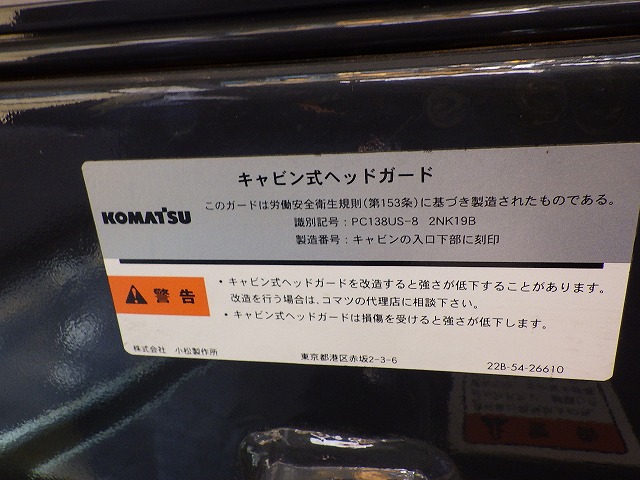 キャビン式ヘッドガード
KOMATSU
このガードは労働安全衛生規則(第153条)に基づき製造されたものである。
識別記号：PC138US-8 2NK19B
製造番号：キャビンの入口下部に刻印
警告
・キャビン式ヘッドガードを改造すると強さが低下することがあります。
改造を行う場合は、コマツの代理店に相談下さい。
・キャビン式ヘッドガードは損傷を受けると強さが低下します。
株式会社 小松製作所
東京都港区赤坂2-3-6
22B-54-26610